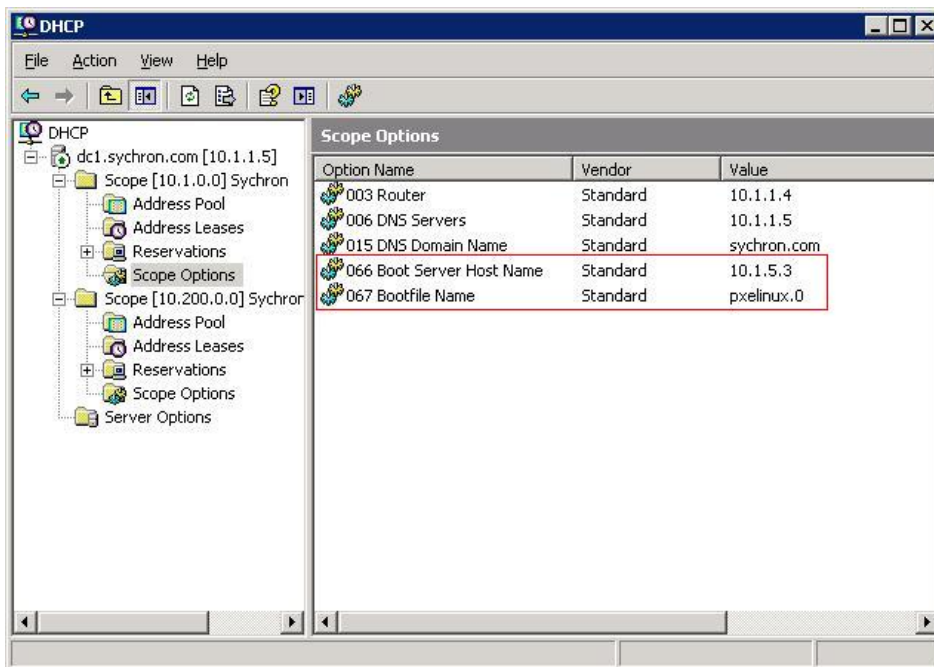 DHCP
File Action View Help
DHCP
dc1.sychron.com [10.1.1.5]
Scope [10.1.0.0] Sychron
Address Pool
Address Leases
Reservations
Scope Options
Scope [10.200.0.0] Sychror
Address Pool
Address Leases
Reservations
Scope Options
Server Options
Scope Options
Option Name Vendor Value
003 Router Standard 10.1.1.4
006 DNS Servers Standard 10.1.1.5
015 DNS Domain Name Standard sychron.com
066 Boot Server Host Name Standard 10.1.5.3
067 Bootfile Name Standard pxelinux.0